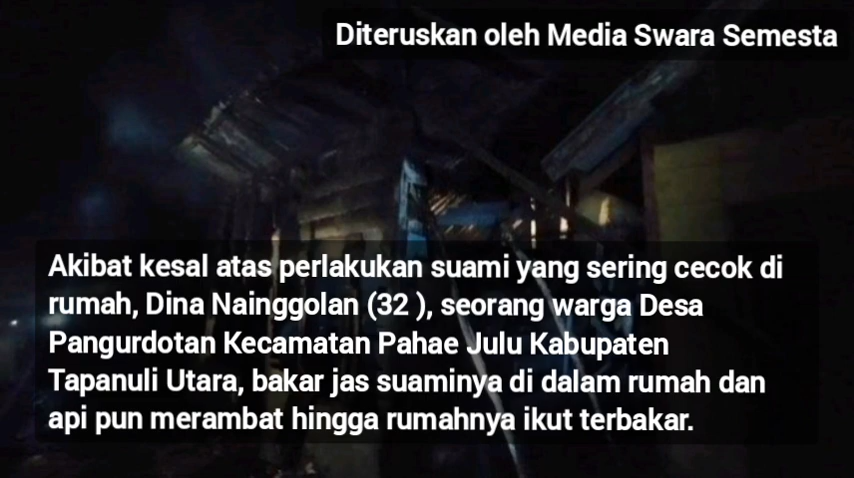 Diteruskan oleh Media Swara Semesta
Akibat kesal atas perlakukan suami yang sering cecok di
rumah, Dina Nainggolan (32 ), seorang warga Desa
Pangurdotan Kecamatan Pahae Julu Kabupaten
Tapanuli Utara, bakar jas suaminya di dalam rumah dan
api pun merambat hingga rumahnya ikut terbakar.